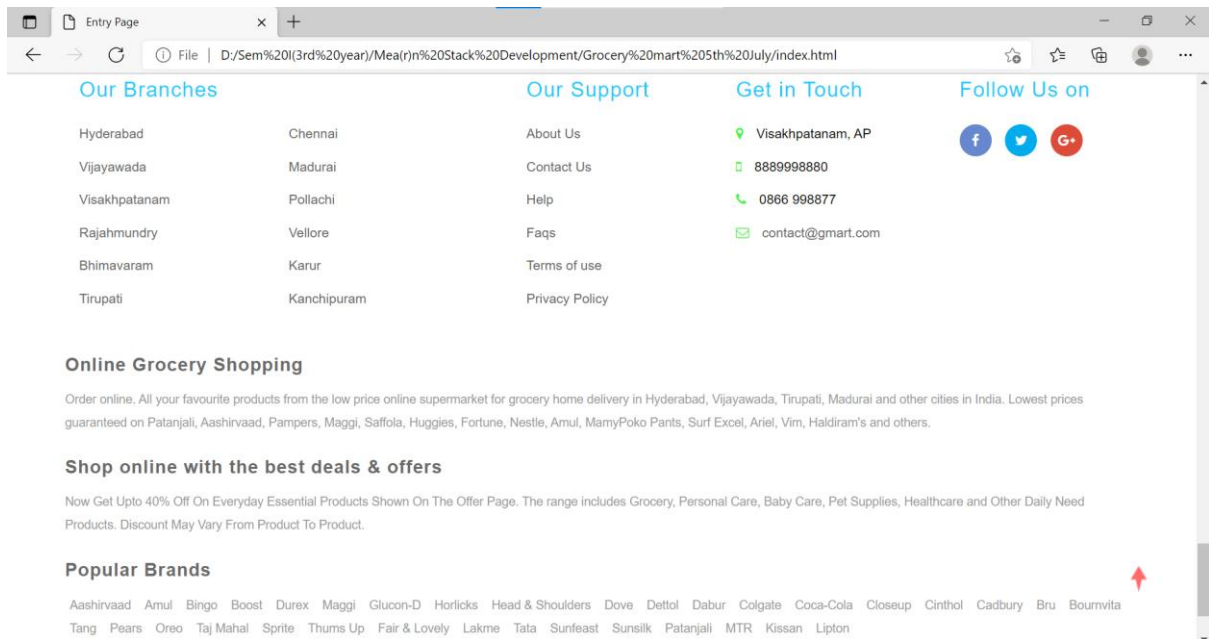 Entry Page
File | D:/Sem%20I(3rd%20year)/Mea(r)n%20Stack%20Development/Grocery%20mart%205th%20July/index.html
Our Branches
Hyderabad Chennai
Vijayawada Madurai
Visakhpatanam Pollachi
Rajahmundry Vellore
Bhimavaram Karur
Tirupati Kanchipuram
Our Support
About Us
Contact Us
Help
Faqs
Terms of use
Privacy Policy
Get in Touch
Visakhpatanam, AP
8889998880
0866 998877
contact@gmart.com
Follow Us on
f
G+
Online Grocery Shopping
Order online. All your favourite products from the low price online supermarket for grocery home delivery in Hyderabad, Vijayawada, Tirupati, Madurai and other cities in India. Lowest prices
guaranteed on Patanjali, Aashirvaad, Pampers, Maggi, Saffola, Huggies, Fortune, Nestle, Amul, MamyPoko Pants, Surf Excel, Ariel, Vim, Haldiram's and others.
Shop online with the best deals & offers
Now Get Upto 40% Off On Everyday Essential Products Shown On The Offer Page. The range includes Grocery, Personal Care, Baby Care, Pet Supplies, Healthcare and Other Daily Need
Products. Discount May Vary From Product To Product.
Popular Brands
Aashirvaad Amul Bingo Boost Durex Maggi Glucon-D Horlicks Head & Shoulders Dove Dettol Dabur Colgate Coca-Cola Closeup Cinthol Cadbury Bru Bournvita
Tang Pears Oreo Taj Mahal Sprite Thums Up Fair & Lovely Lakme Tata Sunfeast Sunsilk Patanjali MTR Kissan Lipton